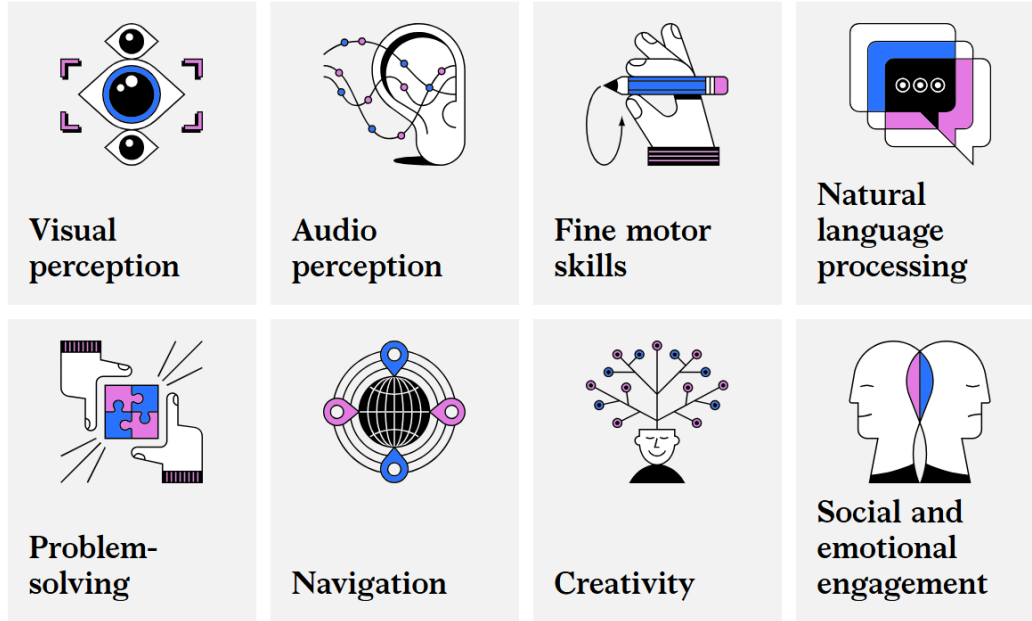 Visual
perception
Audio
perception
Fine motor
skills
Natural
language
processing
Problem-
solving
Navigation
Creativity
Social and
emotional
engagement